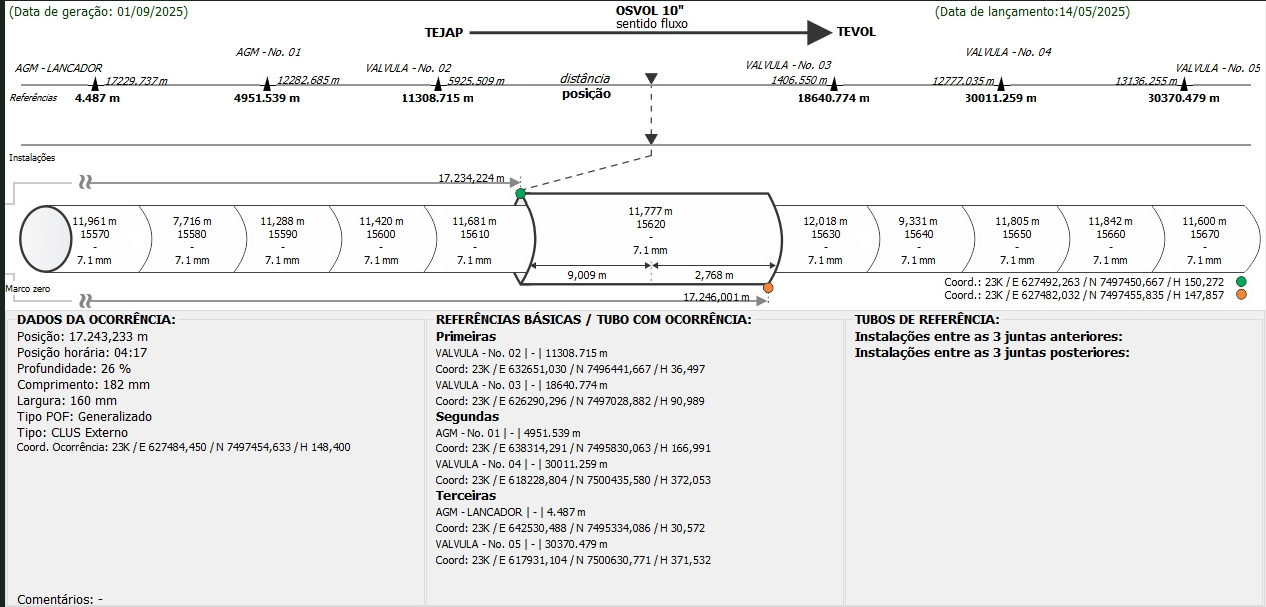 (Data de geração: 01/09/2025)
OSVOL 10"
(Data de lançamento:14/05/2025)
sentido fluxo
TEJAP
TEVOL
AGM - LANCADOR
AGM - No. 01
VALVULA - No. 02
VALVULA - No. 03
VALVULA - No. 04
VALVULA - No. 05
17229.737 m
12282.685 m
5925.509 m
distância
1406.550 m
12777.035 m
13136.255 m
Referências
4.487 m
4951.539 m
11308.715 m
posição
18640.774 m
30011.259 m
30370.479 m
Instalações
17.234,224 m
11,961 m
15570
-
7.1 mm
7,716 m
15580
-
7.1 mm
11,288 m
15590
-
7.1 mm
11,420 m
15600
-
7.1 mm
11,681 m
15610
-
7.1 mm
11,777 m
15620
-
7.1 mm
9,009 m
2,768 m
12,018 m
15630
-
7.1 mm
9,331 m
15640
-
7.1 mm
11,805 m
15650
-
7.1 mm
11,842 m
15660
-
7.1 mm
11,600 m
15670
-
7.1 mm
Marco zero
17.246,001 m
Coord.: 23K / E 627492,263 / N 7497450,667 / H 150,272
Coord.: 23K / E 627482,032 / N 7497455,835 / H 147,857
DADOS DA OCORRÊNCIA:
Posição: 17.243,233 m
Posição horária: 04:17
Profundidade: 26 %
Comprimento: 182 mm
Largura: 160 mm
Tipo POF: Generalizado
Tipo: CLUS Externo
Coord. Ocorrência: 23K / E 627484,450 / N 7497454,633 / H 148,400
Comentários: -
REFERÊNCIAS BÁSICAS / TUBO COM OCORRÊNCIA:
Primeiras
VALVULA - No. 02 | - | 11308.715 m
Coord: 23K / E 632651,030 / N 7496441,667 / H 36,497
VALVULA - No. 03 | - | 18640.774 m
Coord: 23K / E 626290,296 / N 7497028,882 / H 90,989
Segundas
AGM - No. 01 | - | 4951.539 m
Coord: 23K / E 638314,291 / N 7495830,063 / H 166,991
VALVULA - No. 04 | - | 30011.259 m
Coord: 23K / E 618228,804 / N 7500435,580 / H 372,053
Terceiras
AGM - LANCADOR | - | 4.487 m
Coord: 23K / E 642530,488 / N 7495334,086 / H 30,572
VALVULA - No. 05 | - | 30370.479 m
Coord: 23K / E 617931,104 / N 7500630,771 / H 371,532
TUBOS DE REFERÊNCIA:
Instalações entre as 3 juntas anteriores:
Instalações entre as 3 juntas posteriores: